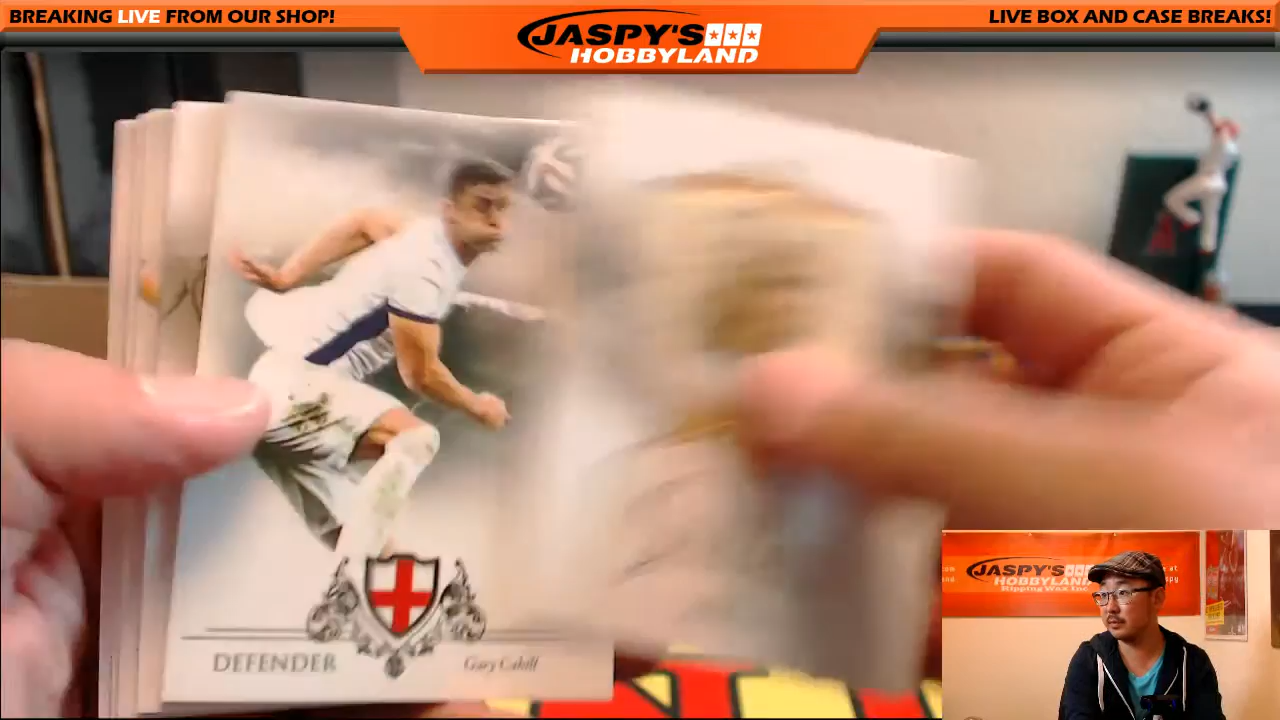 BREAKING LIVE FROM OUR SHOP!
LIVE BOX AND CASE BREAKS!
JASPY'S
HOBBYLAND
DEFENDER
Gary Cahill
JASPY'S
HOBBYLAND
Ripping Wax Inc